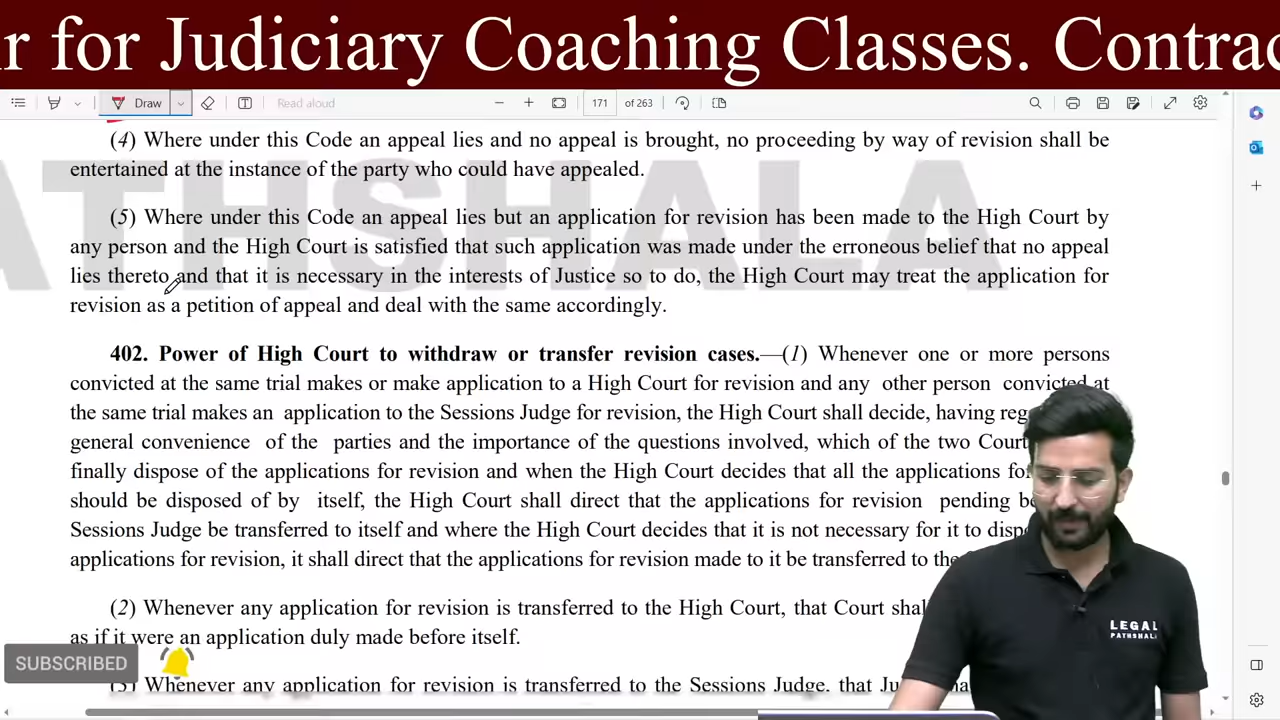 r for Judiciary Coaching Classes. Contrac
Draw
Read aloud
171 of 263
(4) Where under this Code an appeal lies and no appeal is brought, no proceeding by way of revision shall be
entertained at the instance of the party who could have appealed.
ATHSHALA
(5) Where under this Code an appeal lies but an application for revision has been made to the High Court by
any person and the High Court is satisfied that such application was made under the erroneous belief that no appeal
lies thereto and that it is necessary in the interests of Justice so to do, the High Court may treat the application for
revision as a petition of appeal and deal with the same accordingly.
402. Power of High Court to withdraw or transfer revision cases.—(1) Whenever one or more persons
convicted at the same trial makes or make application to a High Court for revision and any other person convicted at
the same trial makes an application to the Sessions Judge for revision, the High Court shall decide, having reg
general convenience of the parties and the importance of the questions involved, which of the two Court
finally dispose of the applications for revision and when the High Court decides that all the applications fo
should be disposed of by itself, the High Court shall direct that the applications for revision pending be
Sessions Judge be transferred to itself and where the High Court decides that it is not necessary for it to disp
applications for revision, it shall direct that the applications for revision made to it be transferred to the
(2) Whenever any application for revision is transferred to the High Court, that Court shal
as if it were an application duly made before itself.
(3) Whenever any application for revision is transferred to the Sessions Judge, that Ju
SUBSCRIBED
LEGAL
PATHSHALA